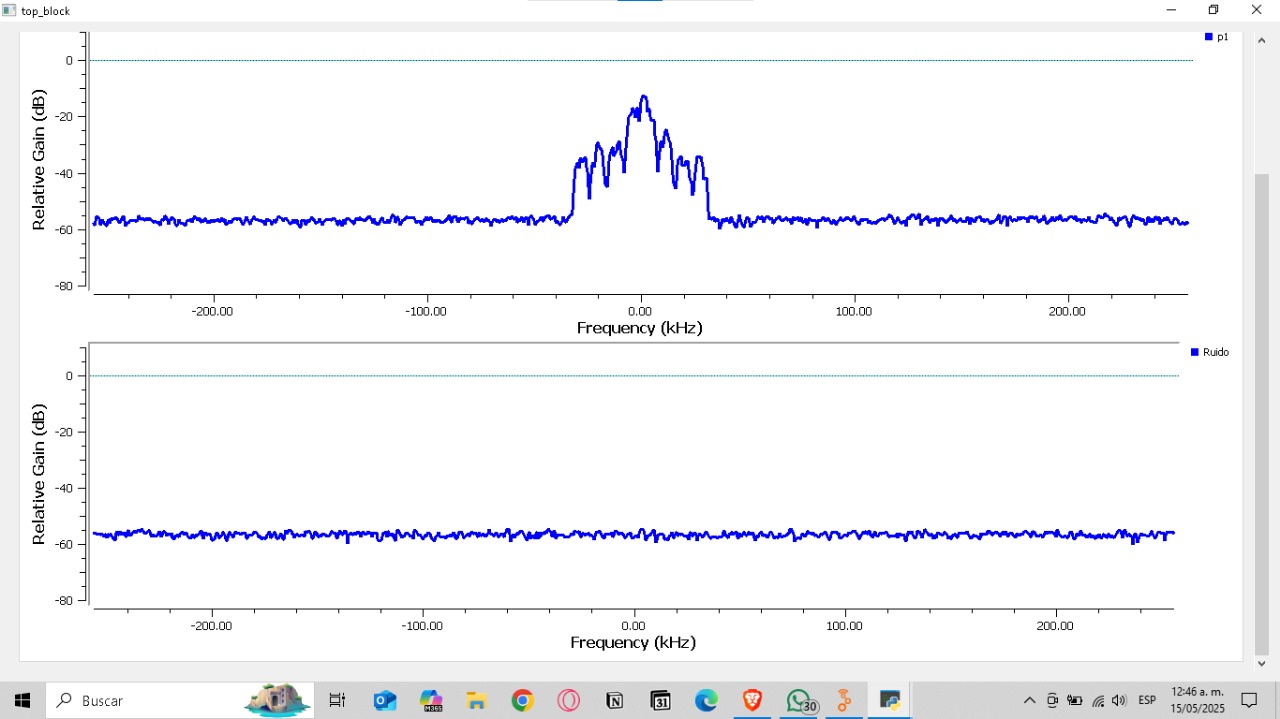 top_block
p1
0
-20
-40
-60
-80
Relative Gain (dB)
-200.00 -100.00 0.00 100.00 200.00
Frequency (kHz)
Ruido
0
-20
-40
-60
-80
Relative Gain (dB)
-200.00 -100.00 0.00 100.00 200.00
Frequency (kHz)
Buscar
M365
31
30
ESP
12:46 a. m.
15/05/2025